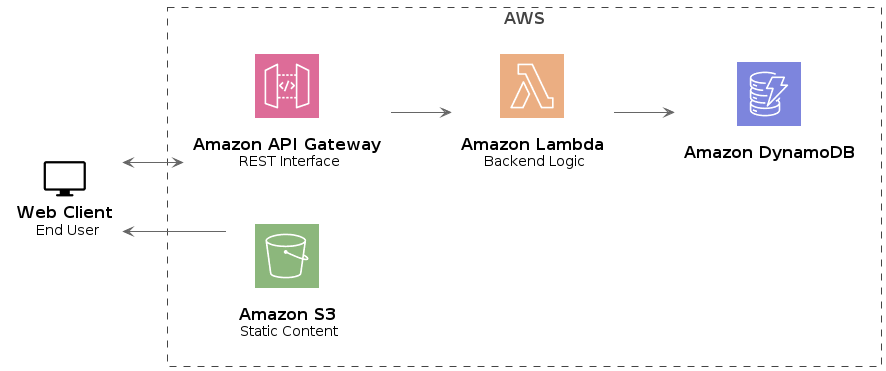 AWS
</>
Amazon API Gateway
REST Interface
Amazon Lambda
Backend Logic
Amazon DynamoDB
Web Client
End User
Amazon S3
Static Content